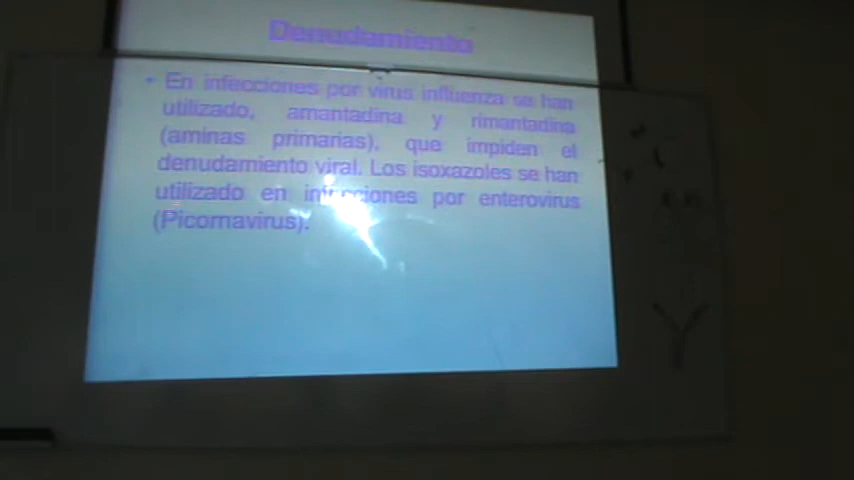 Denudamiento
• En infecciones por virus influenza se han
utilizado, amantadina y rimantadina
(aminas primarias), que impiden el
denudamiento viral. Los isoxazoles se han
utilizado en infecciones por enterovirus
(Picornavirus).